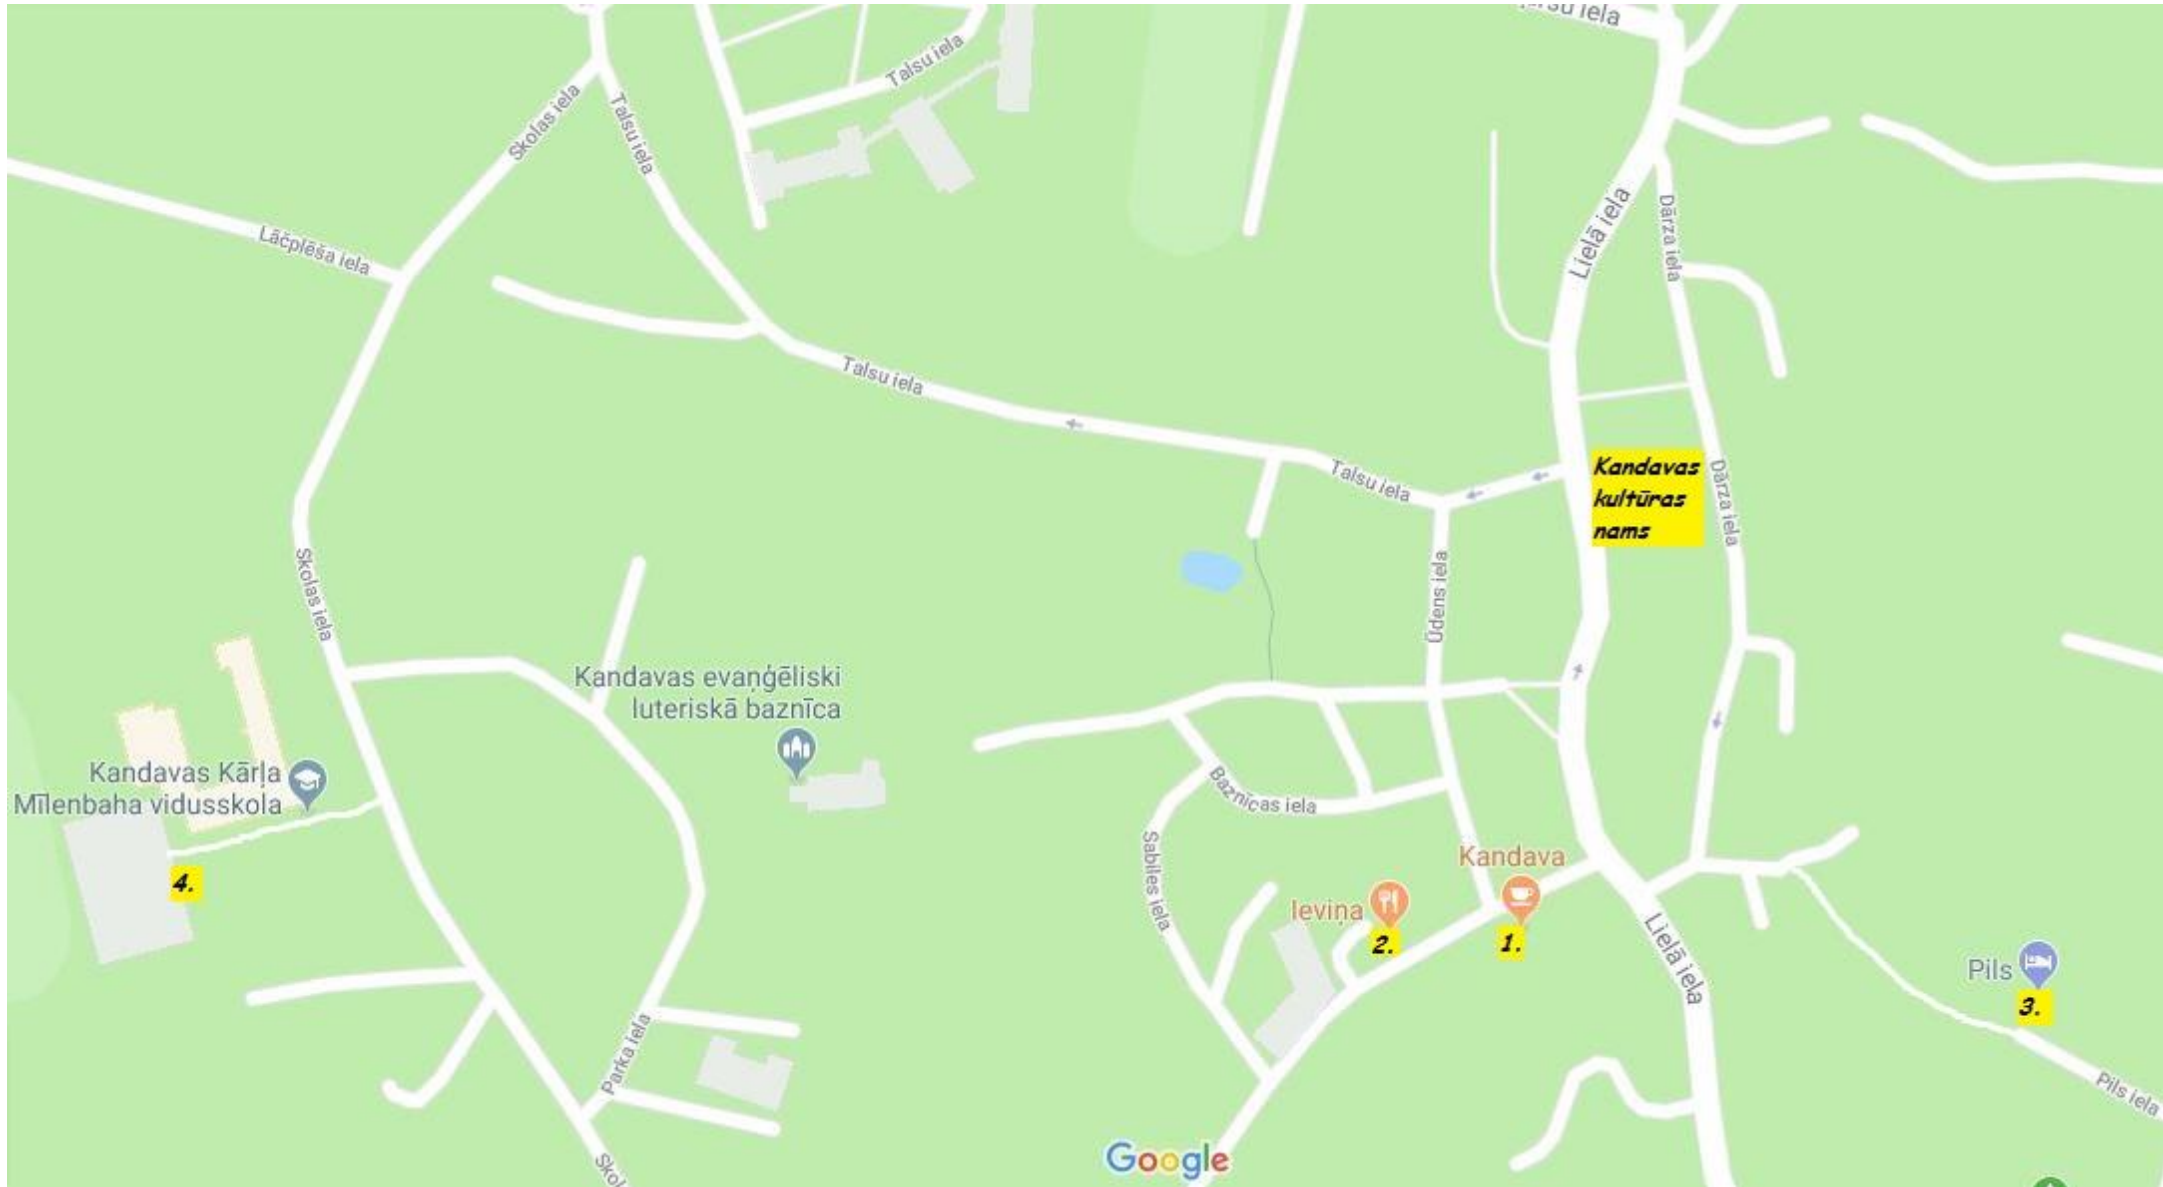 iela
Talsu iela
Skolas iela
Talsu iela
Lāčplēša iela
Lielā iela
Dārza iela
Talsu iela
Talsu iela
Kandavas
kultūras
nams
Dārza iela
Skolas iela
Ūdens iela
Kandavas evaņģēliski
luteriskā baznīca
Kandavas Kārļa
Mīlenbaha vidusskola
4.
Baznīcas iela
Sabiles iela
Kandava
1.
Ieviņa
2.
Lielā iela
Pils
3.
Parka iela
Pils iela
Google
Skol